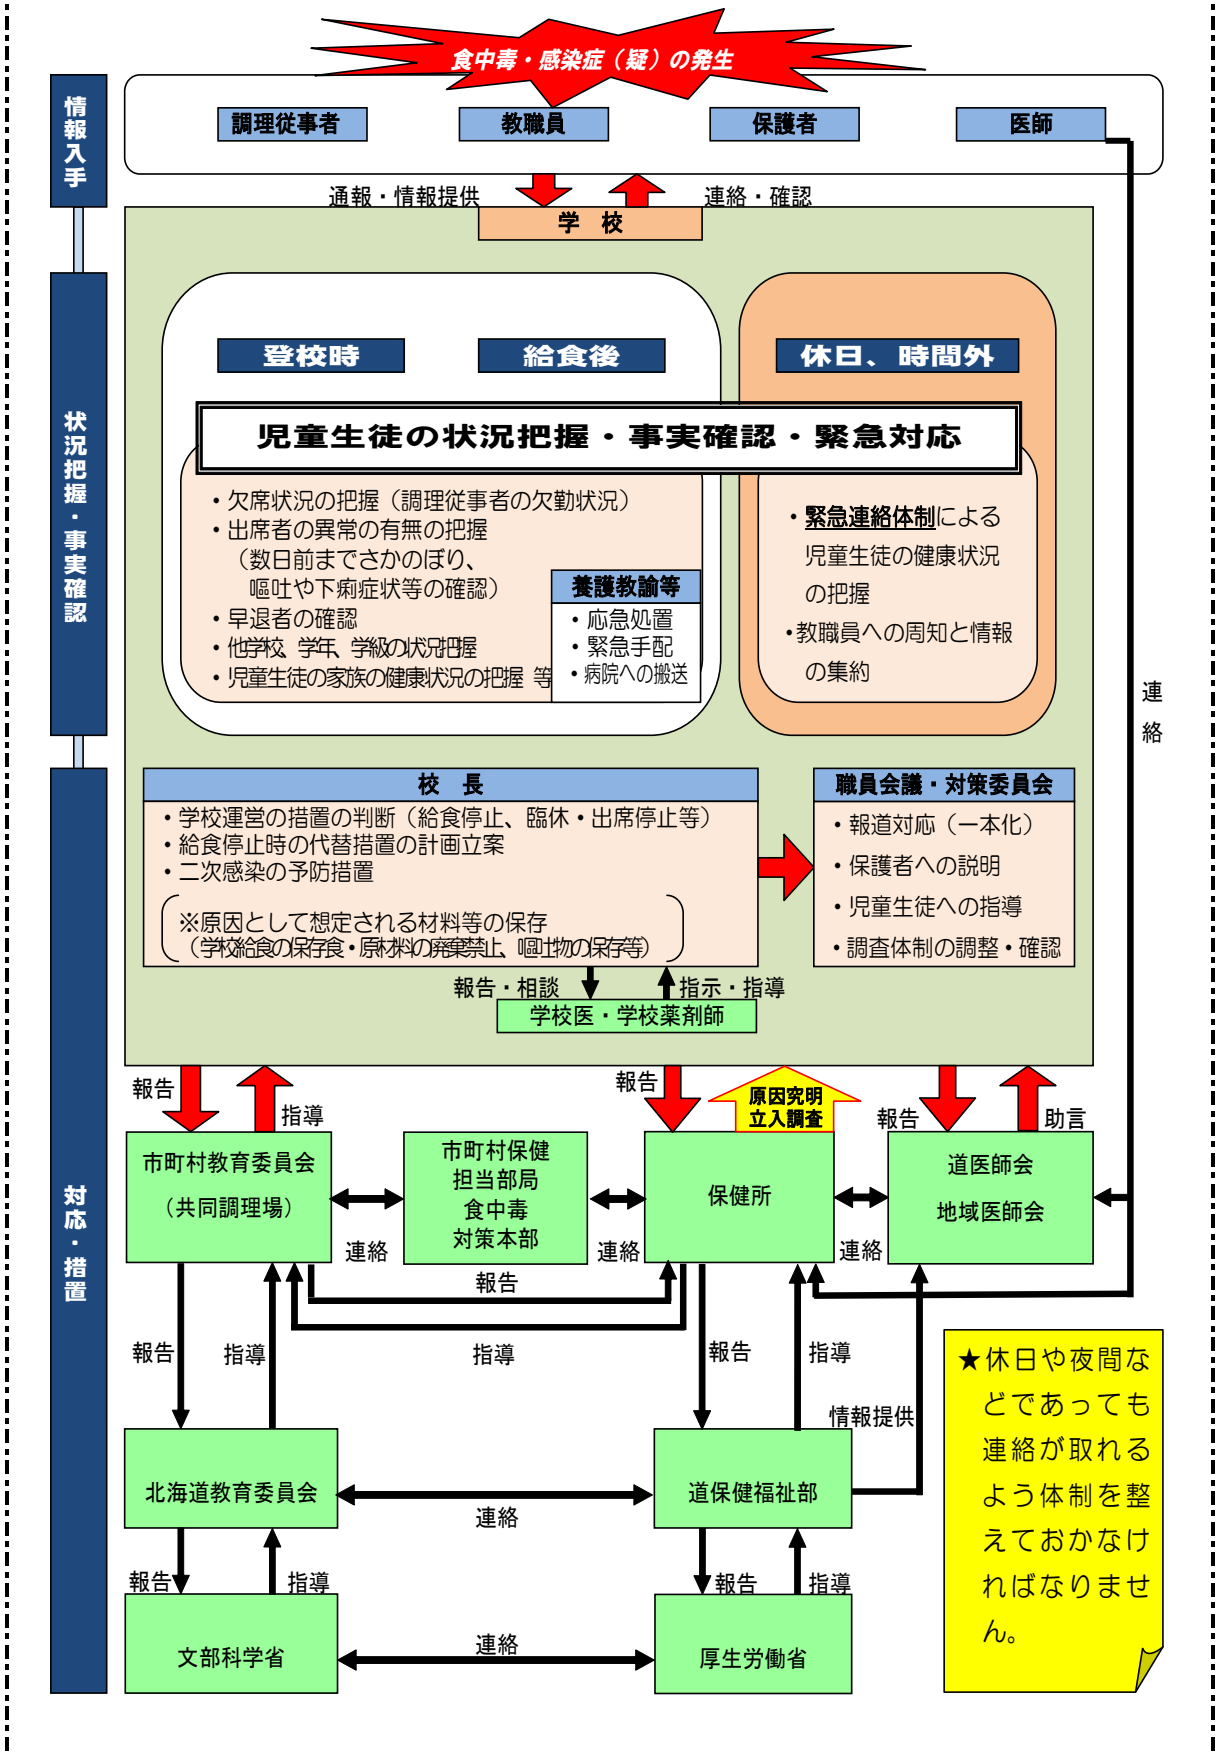 食中毒・感染症（疑）の発生
情報入手
調理従事者
教職員
保護者
医師
通報・情報提供
連絡・確認
学　校
状況把握・事実確認
登校時
給食後
休日、時間外
児童生徒の状況把握・事実確認・緊急対応
・欠席状況の把握（調理従事者の欠勤状況）
・出席者の異常の有無の把握
（数日前までさかのぼり、
嘔吐や下痢症状等の確認）
・早退者の確認
・他学校、学年、学級の状況把握
・児童生徒の家族の健康状況の把握　等
養護教諭等
・応急処置
・緊急手配
・病院への搬送
・緊急連絡体制による
児童生徒の健康状況
の把握
・教職員への周知と情報
の集約
連
絡
校　長
・学校運営の措置の判断（給食停止、臨休・出席停止等）
・給食停止時の代替措置の計画立案
・二次感染の予防措置
※原因として想定される材料等の保存
（学校給食の保存食・原材料の廃棄禁止、嘔吐物の保存等）
職員会議・対策委員会
・報道対応（一本化）
・保護者への説明
・児童生徒への指導
・調査体制の調整・確認
報告・相談
指示・指導
学校医・学校薬剤師
対応・措置
報告
指導
報告
原因究明
立入調査
報告
助言
市町村教育委員会
（共同調理場）
市町村保健
担当部局
食中毒
対策本部
保健所
道医師会
地域医師会
連絡
連絡
連絡
報告
報告
指導
指導
報告
指導
情報提供
北海道教育委員会
連絡
道保健福祉部
報告
指導
報告
指導
文部科学省
連絡
厚生労働省
★休日や夜間な
どであっても
連絡が取れる
よう体制を整
えておかなけ
ればなりませ
ん。